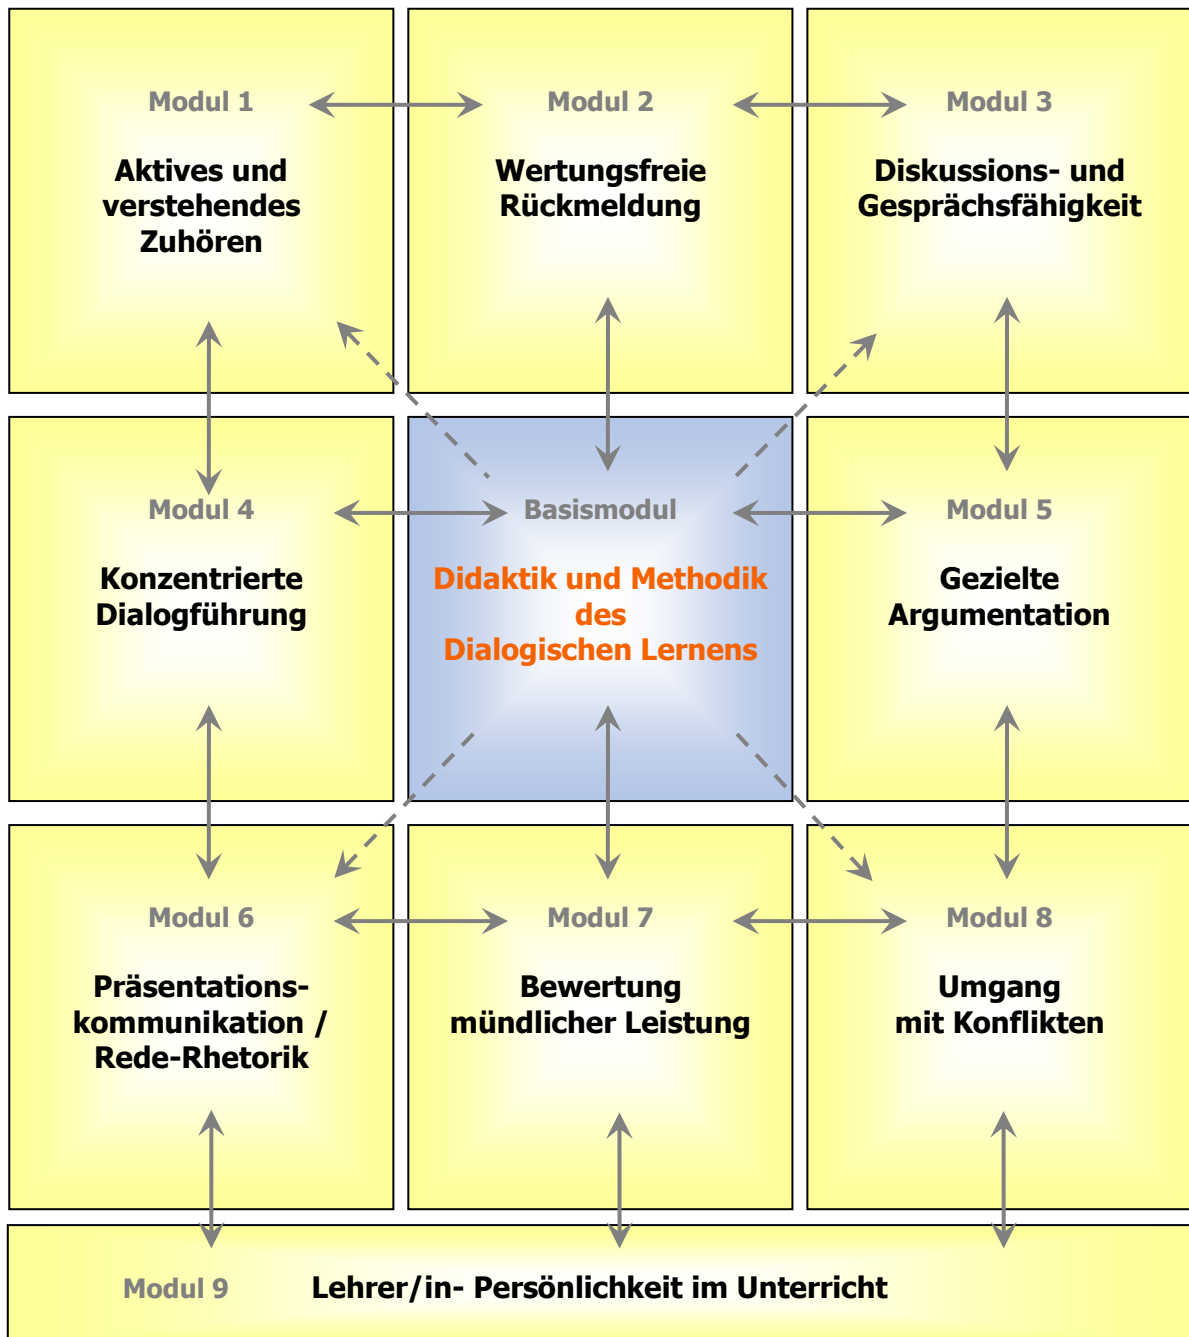 Modul 1
Aktives und
verstehendes
Zuhören
Modul 2
Wertungsfreie
Rückmeldung
Modul 3
Diskussions- und
Gesprächsfähigkeit
Modul 4
Konzentrierte
Dialogführung
Basismodul
Didaktik und Methodik
des
Dialogischen Lernens
Modul 5
Gezielte
Argumentation
Modul 6
Präsentations-
kommunikation /
Rede-Rhetorik
Modul 7
Bewertung
mündlicher Leistung
Modul 8
Umgang
mit Konflikten
Modul 9 Lehrer/in- Persönlichkeit im Unterricht